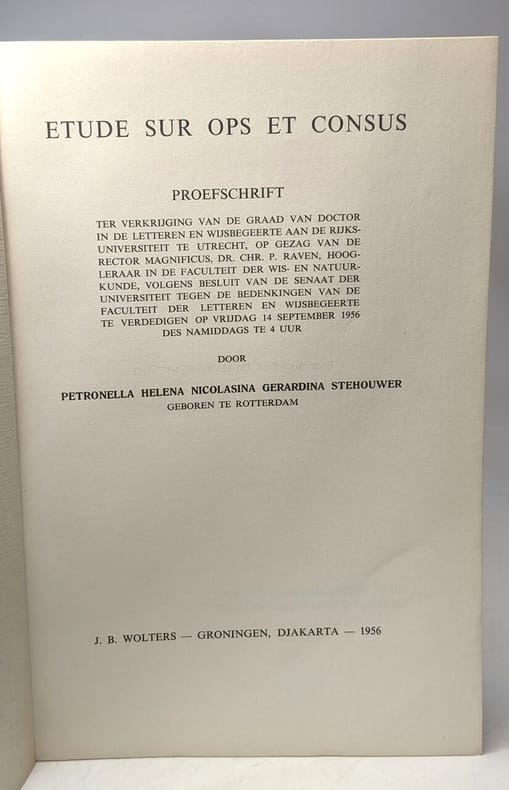 ETUDE SUR OPS ET CONSUS
PROEFSCHRIFT
TER VERKRIJGING VAN DE GRAAD VAN DOCTOR
IN DE LETTEREN EN WIJSBEGEERTE AAN DE RIJKS-
UNIVERSITEIT TE UTRECHT, OP GEZAG VAN DE
RECTOR MAGNIFICUS, DR. CHR. P. RAVEN, HOOG-
LERAAR IN DE FACULTEIT DER WIS- EN NATUUR-
KUNDE, VOLGENS BESLUIT VAN DE SENAAT DER
UNIVERSITEIT TEGEN DE BEDENKINGEN VAN DE
FACULTEIT DER LETTEREN EN WIJSBEGEERTE
TE VERDEDIGEN OP VRIJDAG 14 SEPTEMBER 1956
DES NAMIDDAGS TE 4 UUR
DOOR
PETRONELLA HELENA NICOLASINA GERARDINA STEHOUWER
GEBOREN TE ROTTERDAM
J. B. WOLTERS — GRONINGEN, DJAKARTA — 1956